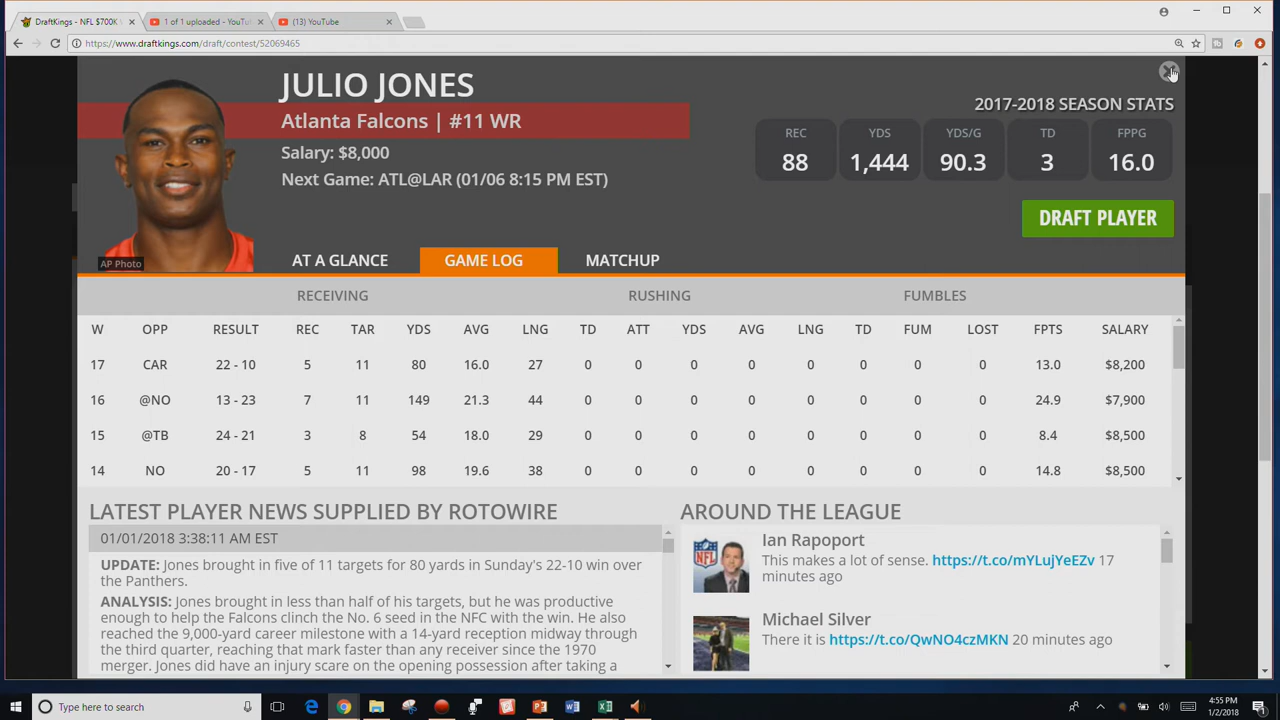 DraftKings - NFL $700K M
1 of 1 uploaded - YouTu
(13) YouTube
https://www.draftkings.com/draft/contest/52069465
JULIO JONES
Atlanta Falcons | #11 WR
Salary: $8,000
Next Game: ATL@LAR (01/06 8:15 PM EST)
AP Photo
2017-2018 SEASON STATS
REC YDS YDS/G TD FPPG
88 1,444 90.3 3 16.0
DRAFT PLAYER
AT A GLANCE GAME LOG MATCHUP
RECEIVING RUSHING FUMBLES
W OPP RESULT REC TAR YDS AVG LNG TD ATT YDS AVG LNG TD FUM LOST FPTS SALARY
17 CAR 22 - 10 5 11 80 16.0 27 0 0 0 0 0 0 0 0 13.0 $8,200
16 @NO 13 - 23 7 11 149 21.3 44 0 0 0 0 0 0 0 0 24.9 $7,900
15 @TB 24 - 21 3 8 54 18.0 29 0 0 0 0 0 0 0 0 8.4 $8,500
14 NO 20 - 17 5 11 98 19.6 38 0 0 0 0 0 0 0 0 14.8 $8,500
LATEST PLAYER NEWS SUPPLIED BY ROTOWIRE
01/01/2018 3:38:11 AM EST
UPDATE: Jones brought in five of 11 targets for 80 yards in Sunday's 22-10 win over
the Panthers.
ANALYSIS: Jones brought in less than half of his targets, but he was productive
enough to help the Falcons clinch the No. 6 seed in the NFC with the win. He also
reached the 9,000-yard career milestone with a 14-yard reception midway through
the third quarter, reaching that mark faster than any receiver since the 1970
merger. Jones did have an injury scare on the opening possession after taking a
AROUND THE LEAGUE
NFL
Ian Rapoport
This makes a lot of sense. https://t.co/mYLujYeEZv 17
minutes ago
Michael Silver
There it is https://t.co/QwNO4czMKN 20 minutes ago
Type here to search
4:55 PM
1/2/2018